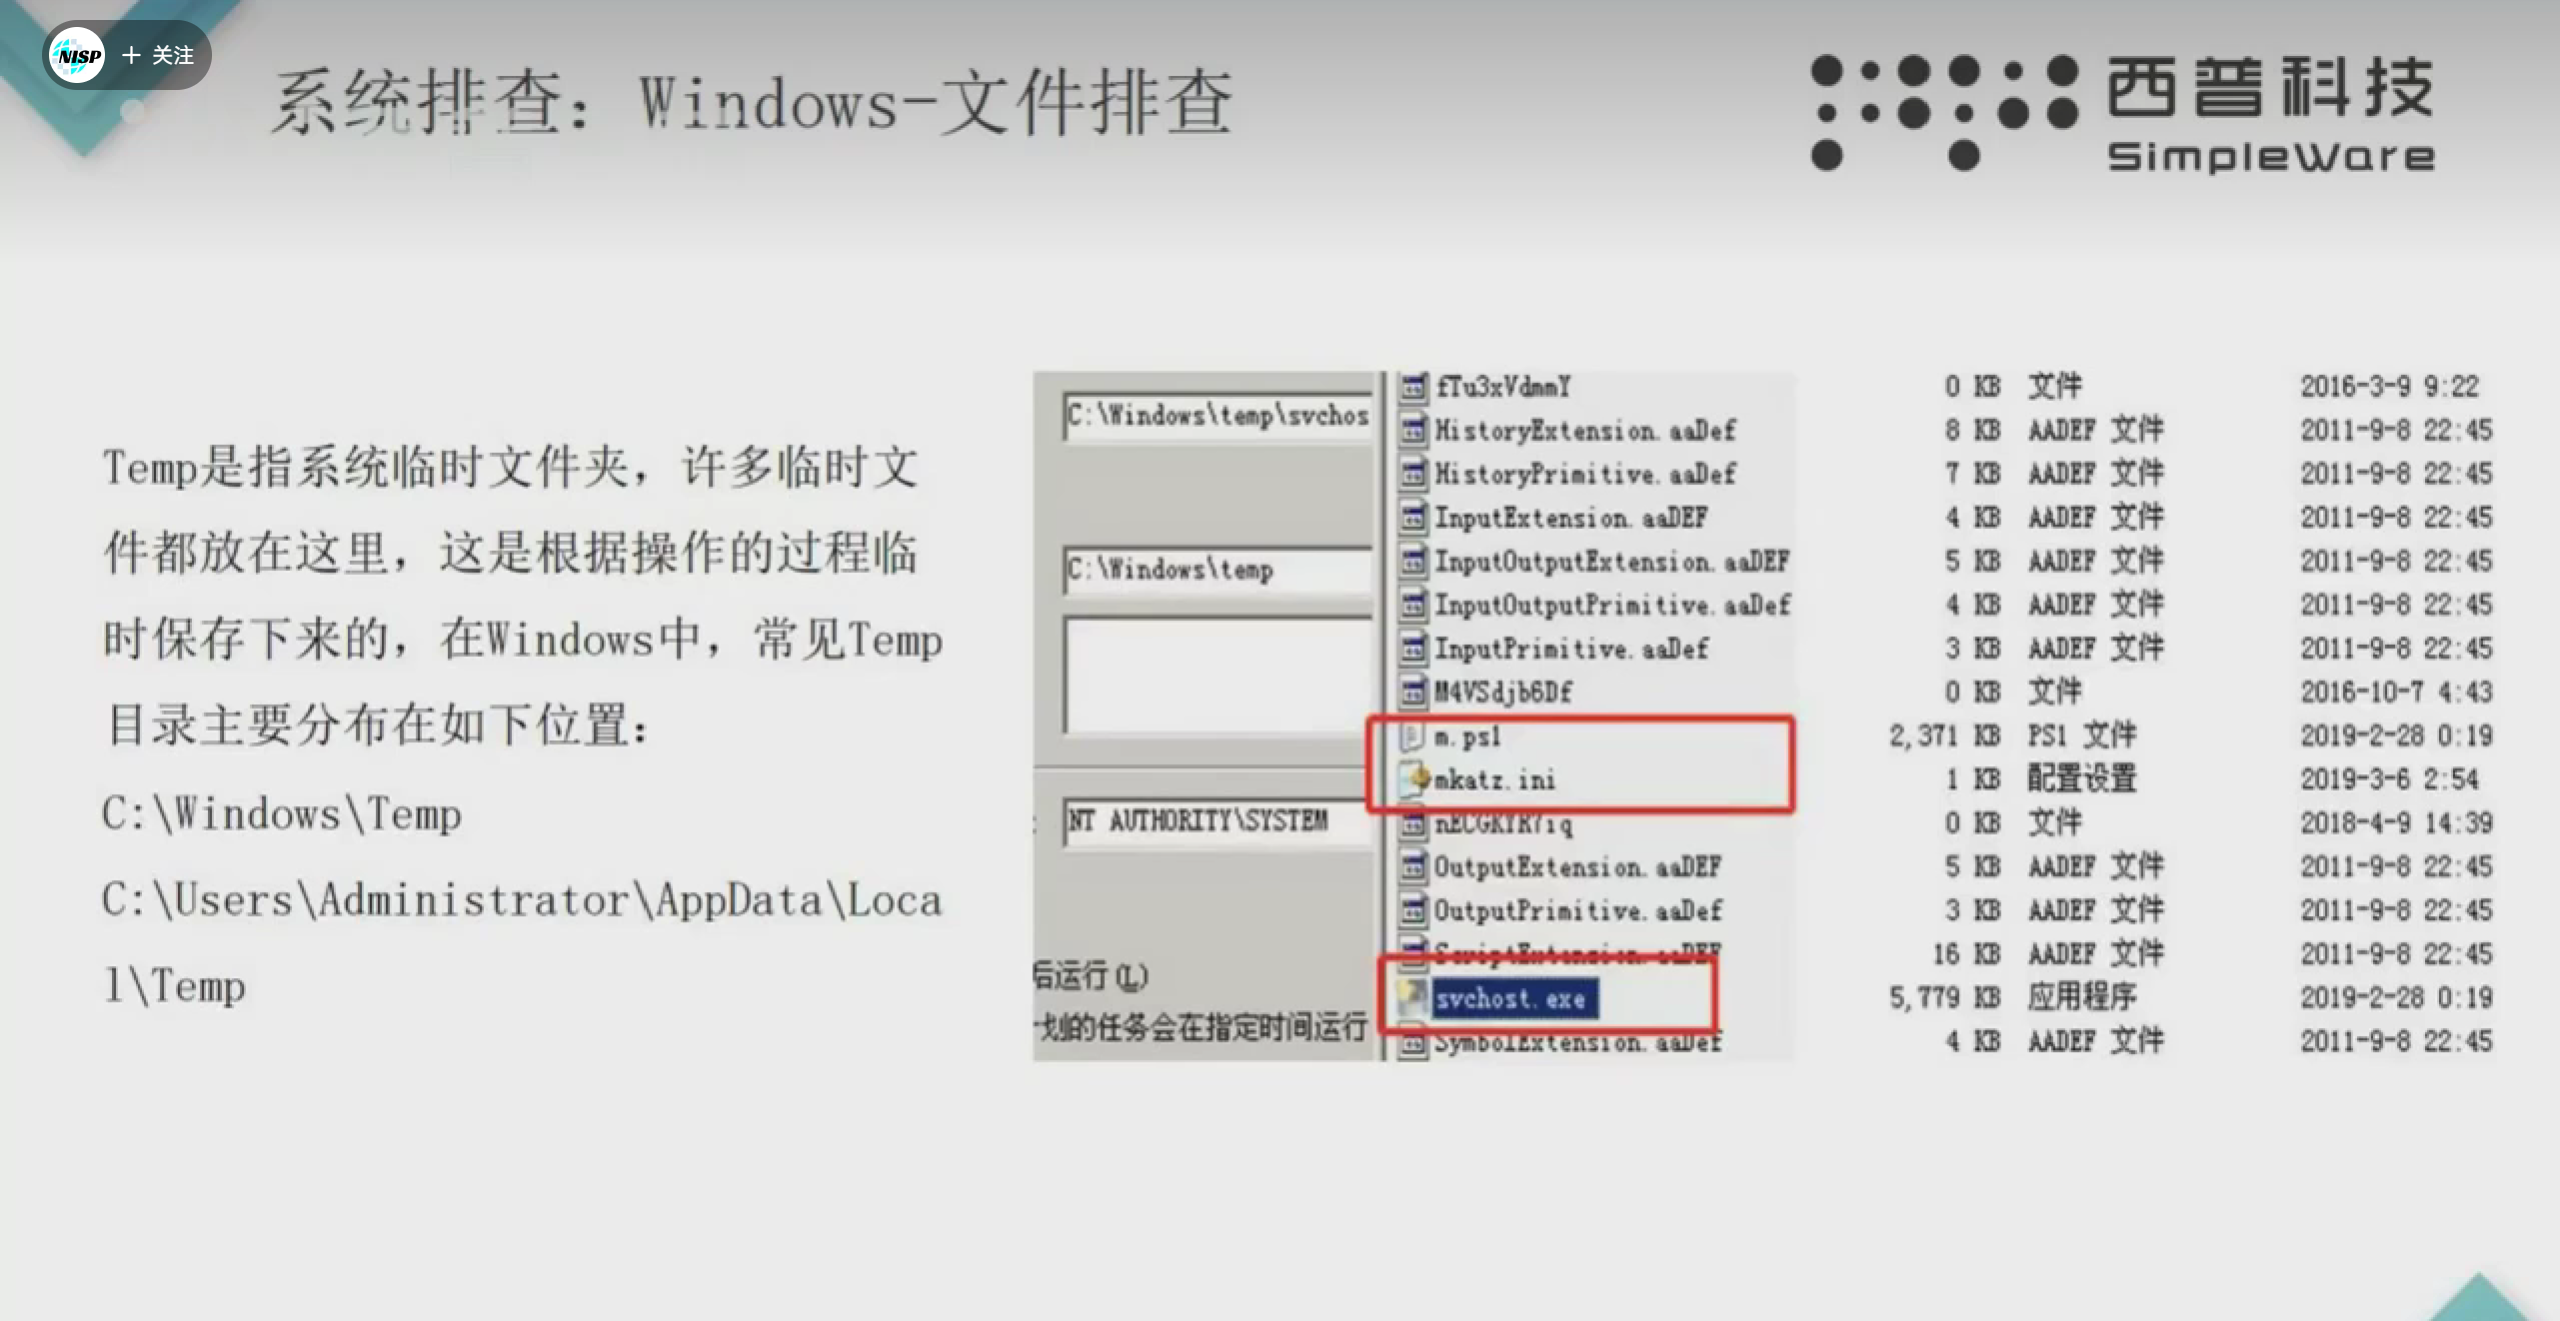 NISP
+ 关注
系统排查：Windows-文件排查
西普科技
SimpleWare
Temp是指系统临时文件夹，许多临时文
件都放在这里，这是根据操作的过程临
时保存下来的，在Windows中，常见Temp
目录主要分布在如下位置：
C:\Windows\Temp
C:\Users\Administrator\AppData\Loca
l\Temp
C:\Windows\temp\svchos
C:\Windows\temp
NT AUTHORITY\SYSTEM
后运行(L)
划的任务会在指定时间运行
fTu3xVdmmY 0 KB 文件 2016-3-9 9:22
HistoryExtension.aaDef 8 KB AADEF 文件 2011-9-8 22:45
HistoryPrimitive.aaDef 7 KB AADEF 文件 2011-9-8 22:45
InputExtension.aaDEF 4 KB AADEF 文件 2011-9-8 22:45
InputOutputExtension.aaDEF 5 KB AADEF 文件 2011-9-8 22:45
InputOutputPrimitive.aaDef 4 KB AADEF 文件 2011-9-8 22:45
InputPrimitive.aaDef 3 KB AADEF 文件 2011-9-8 22:45
M4VSdjb6Df 0 KB 文件 2016-10-7 4:43
m.ps1 2,371 KB PS1 文件 2019-2-28 0:19
mkatz.ini 1 KB 配置设置 2019-3-6 2:54
0 KB 文件 2018-4-9 14:39
OutputExtension.aaDEF 5 KB AADEF 文件 2011-9-8 22:45
OutputPrimitive.aaDef 3 KB AADEF 文件 2011-9-8 22:45
ScriptExtension.aaDEF 16 KB AADEF 文件 2011-9-8 22:45
svchost.exe 5,779 KB 应用程序 2019-2-28 0:19
SymbolExtension.aaDef 4 KB AADEF 文件 2011-9-8 22:45